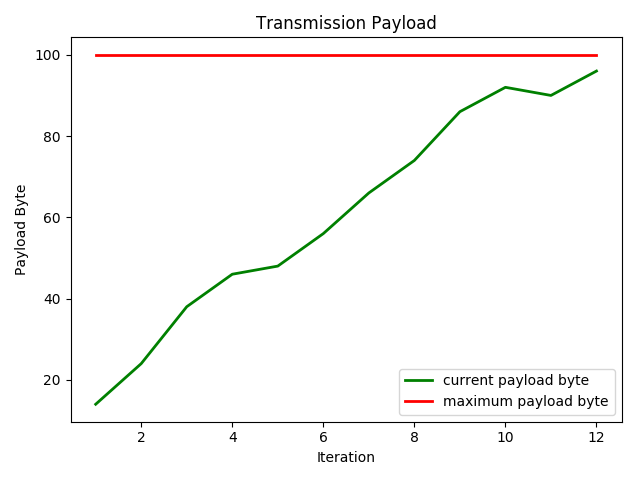 Transmission Payload
Payload Byte
100
80
60
40
20
2 4 6 8 10 12
Iteration
current payload byte
maximum payload byte